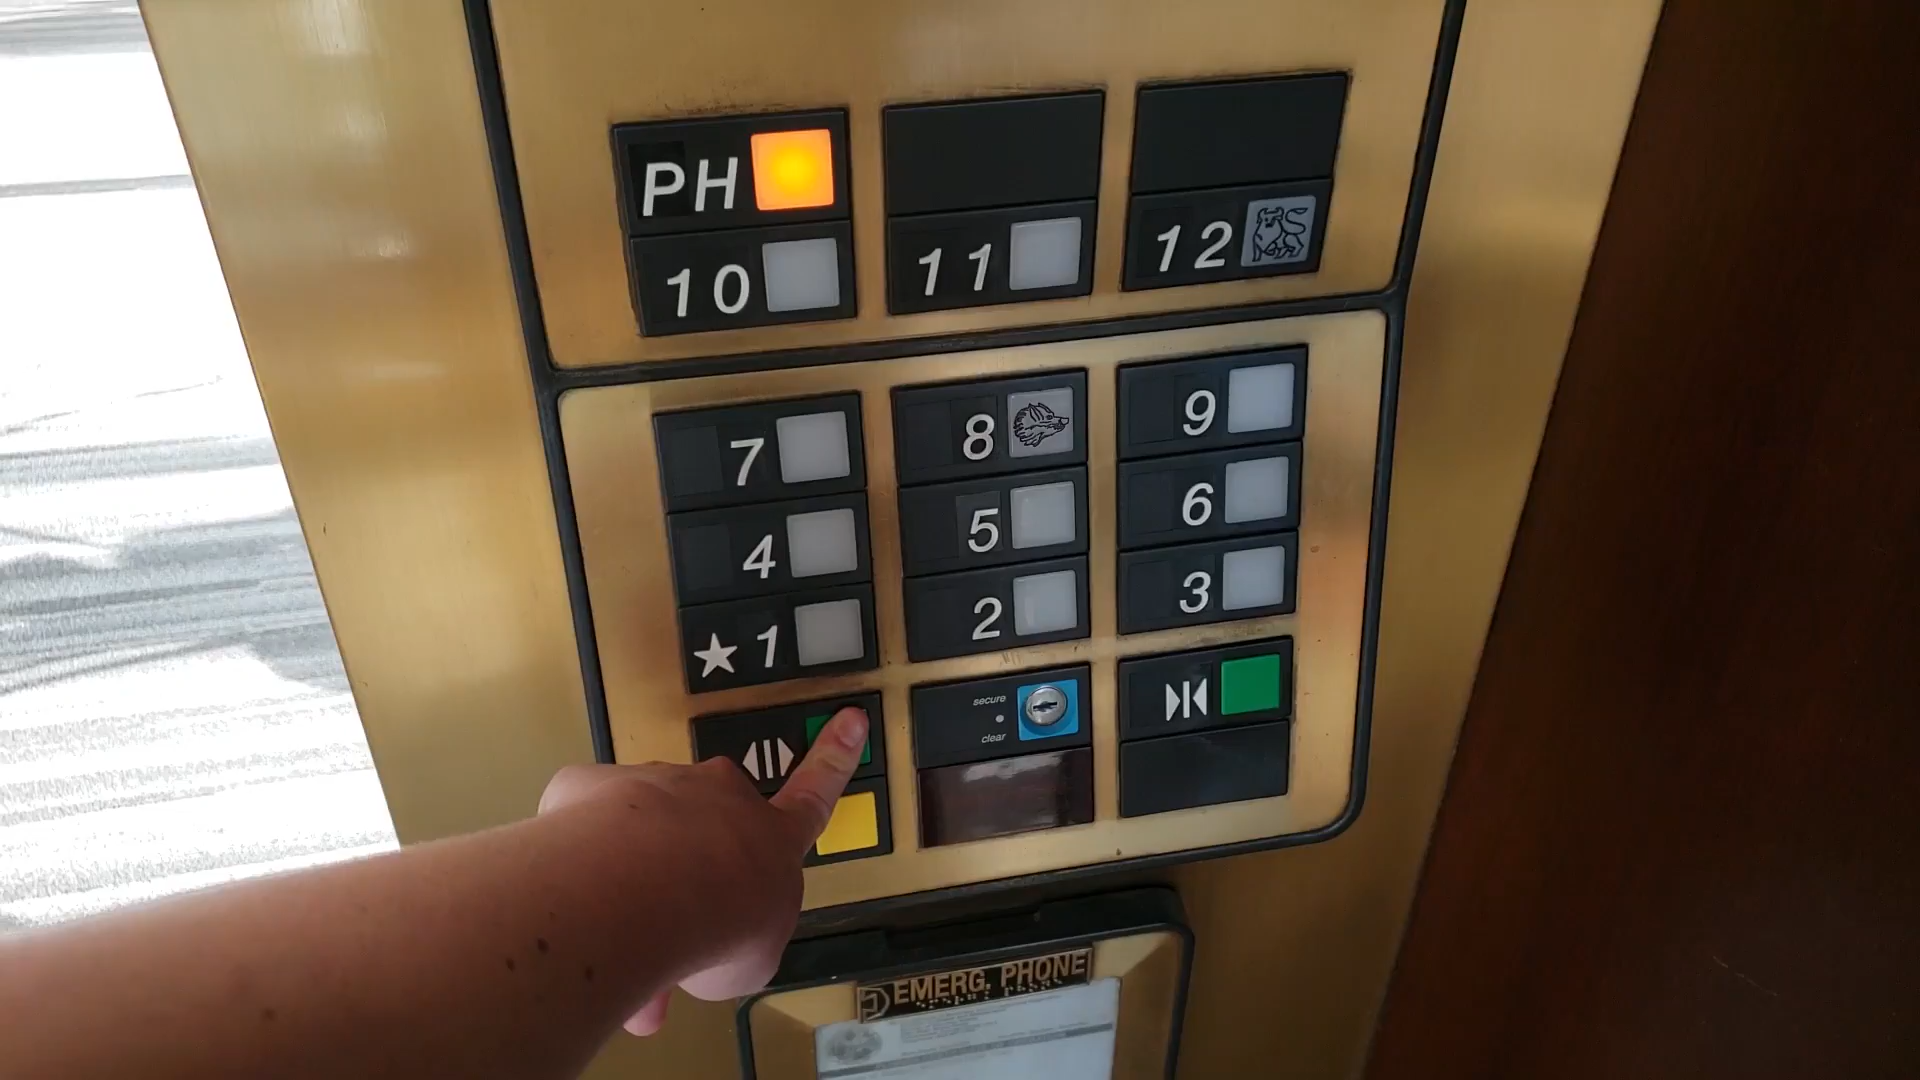 PH
10 11 12
7 8 9
4 5 6
★1 2 3
secure
clear
EMERG. PHONE